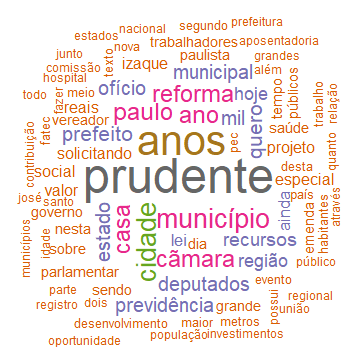 nacional
estados
segundo
prefeitura
junto
nova
trabalhadores
aposentadoria
comissão
texto
izaque
paulista
grandes
hospital
municipal
além
todo
meio
ofício
reforma
hoje
tempo
públicos
fazer
reais
paulo
ano
mil
quero
trabalho
relação
fatec
vereador
prefeito
anos
pec
saúde
quanto
contribuição
solicitando
projeto
social
prudente
desta
especial
valor
país
através
josé
santo
governo
estado
casa
cidade
município
ainda
emenda
habitantes
nesta
lei
dia
recursos
municípios
idade
sobre
cãmara
região
público
parlamentar
deputados
parte
sendo
evento
registro
dois
previdência
grande
possui
regional
união
desenvolvimento
maior
metros
população
investimentos
oportunidade